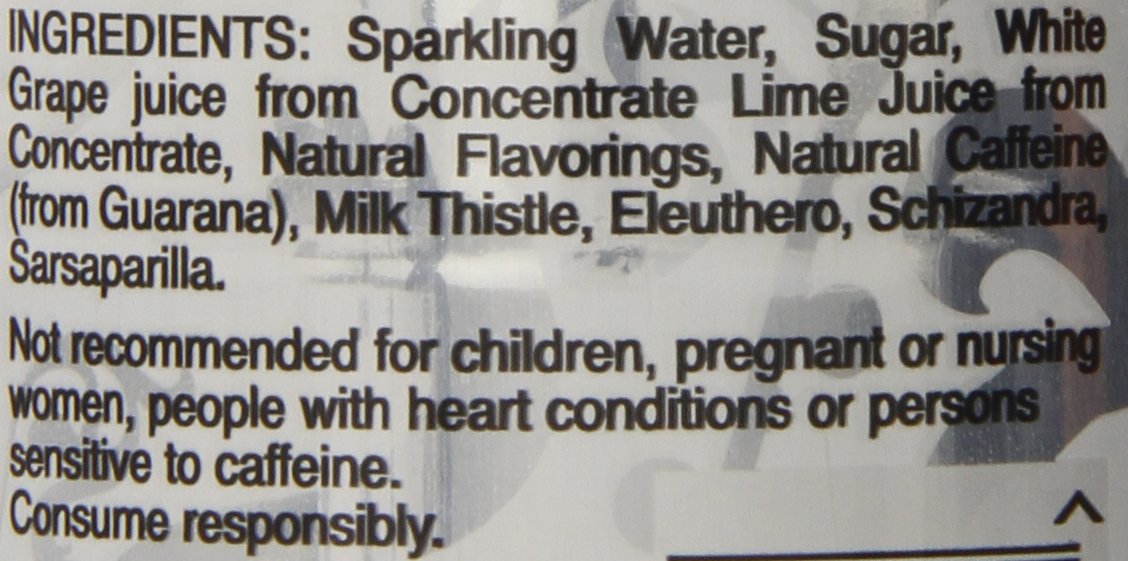 INGREDIENTS: Sparkling Water, Sugar, White
Grape juice from Concentrate Lime Juice from
Concentrate, Natural Flavorings, Natural Caffeine
(from Guarana), Milk Thistle, Eleuthero, Schizandra,
Sarsaparilla.
Not recommended for children, pregnant or nursing
women, people with heart conditions or persons
sensitive to caffeine.
Consume responsibly.